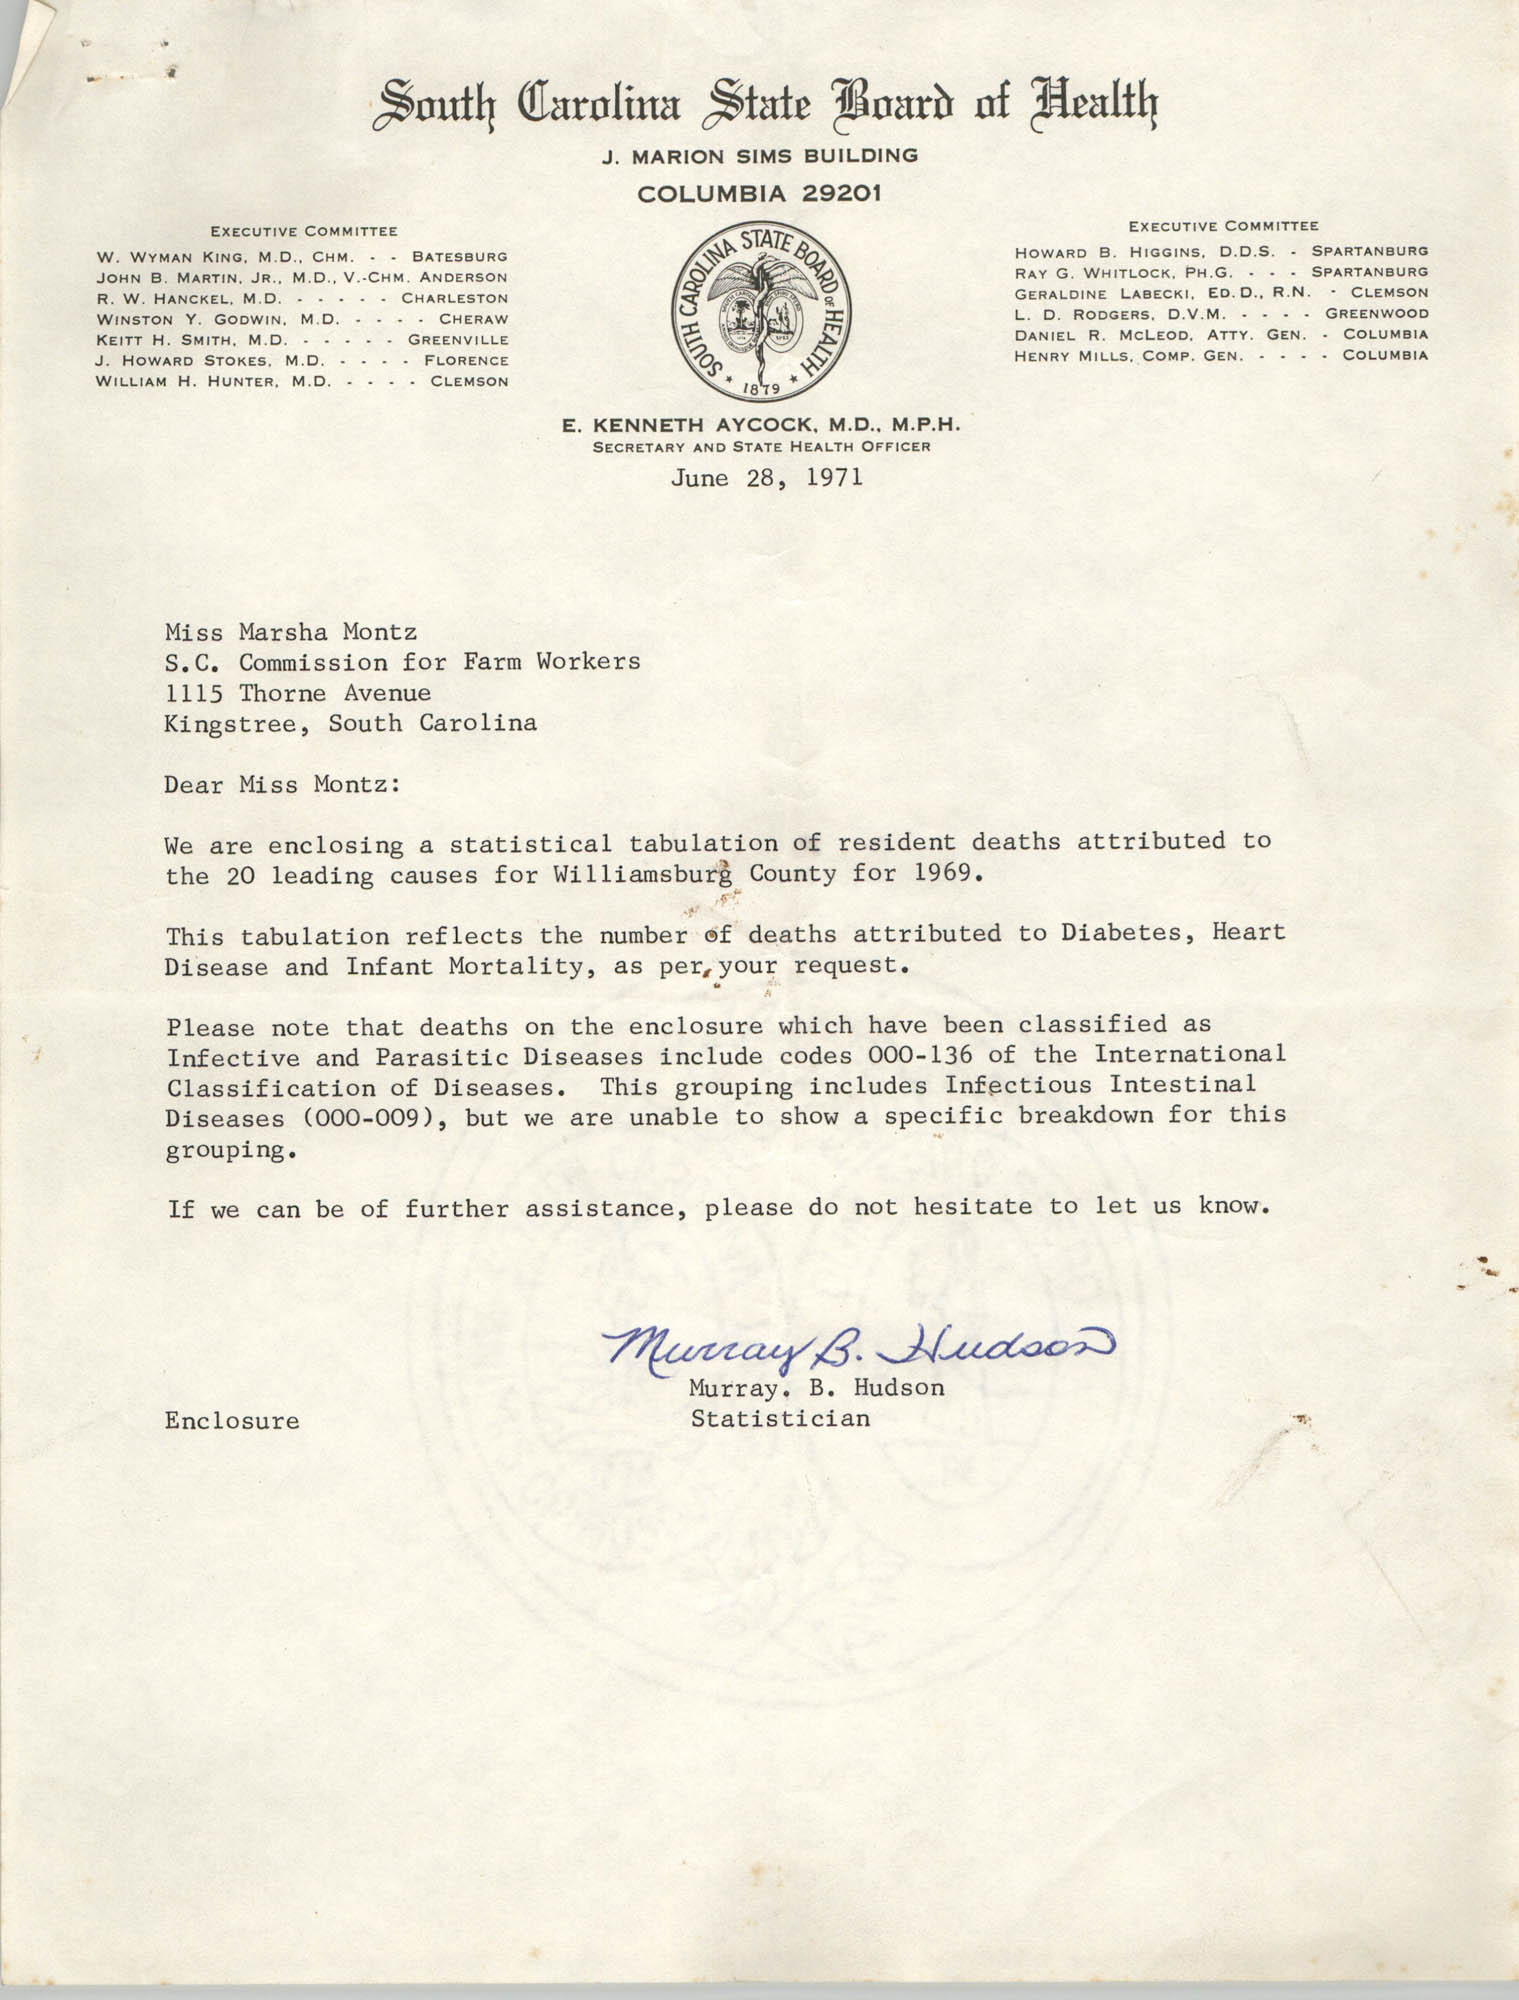 South Carolina State Board of Health
J. MARION SIMS BUILDING
COLUMBIA 29201
EXECUTIVE COMMITTEE
W. WYMAN KING, M.D., CHM. - - BATESBURG
JOHN B. MARTIN, JR., M.D., V.-CHM. ANDERSON
R. W. HANCKEL, M.D. - - - - - CHARLESTON
WINSTON Y. GODWIN, M.D. - - - - CHERAW
KEITT H. SMITH, M.D. - - - - - GREENVILLE
J. HOWARD STOKES, M.D. - - - - FLORENCE
WILLIAM H. HUNTER, M.D. - - - - CLEMSON
SOUTH CAROLINA STATE BOARD OF HEALTH
1879
EXECUTIVE COMMITTEE
HOWARD B. HIGGINS, D.D.S. - SPARTANBURG
RAY G. WHITLOCK, PH.G. - - - SPARTANBURG
GERALDINE LABECKI, ED.D., R.N. - CLEMSON
L. D. RODGERS, D.V.M. - - - - GREENWOOD
DANIEL R. MCLEOD, ATTY. GEN. - COLUMBIA
HENRY MILLS, COMP. GEN. - - - - COLUMBIA
E. KENNETH AYCOCK, M.D., M.P.H.
SECRETARY AND STATE HEALTH OFFICER
June 28, 1971
Miss Marsha Montz
S.C. Commission for Farm Workers
1115 Thorne Avenue
Kingstree, South Carolina
Dear Miss Montz:
We are enclosing a statistical tabulation of resident deaths attributed to
the 20 leading causes for Williamsburg County for 1969.
This tabulation reflects the number of deaths attributed to Diabetes, Heart
Disease and Infant Mortality, as per your request.
Please note that deaths on the enclosure which have been classified as
Infective and Parasitic Diseases include codes 000-136 of the International
Classification of Diseases.  This grouping includes Infectious Intestinal
Diseases (000-009), but we are unable to show a specific breakdown for this
grouping.
If we can be of further assistance, please do not hesitate to let us know.
Murray B. Hudson
Murray. B. Hudson
Enclosure Statistician